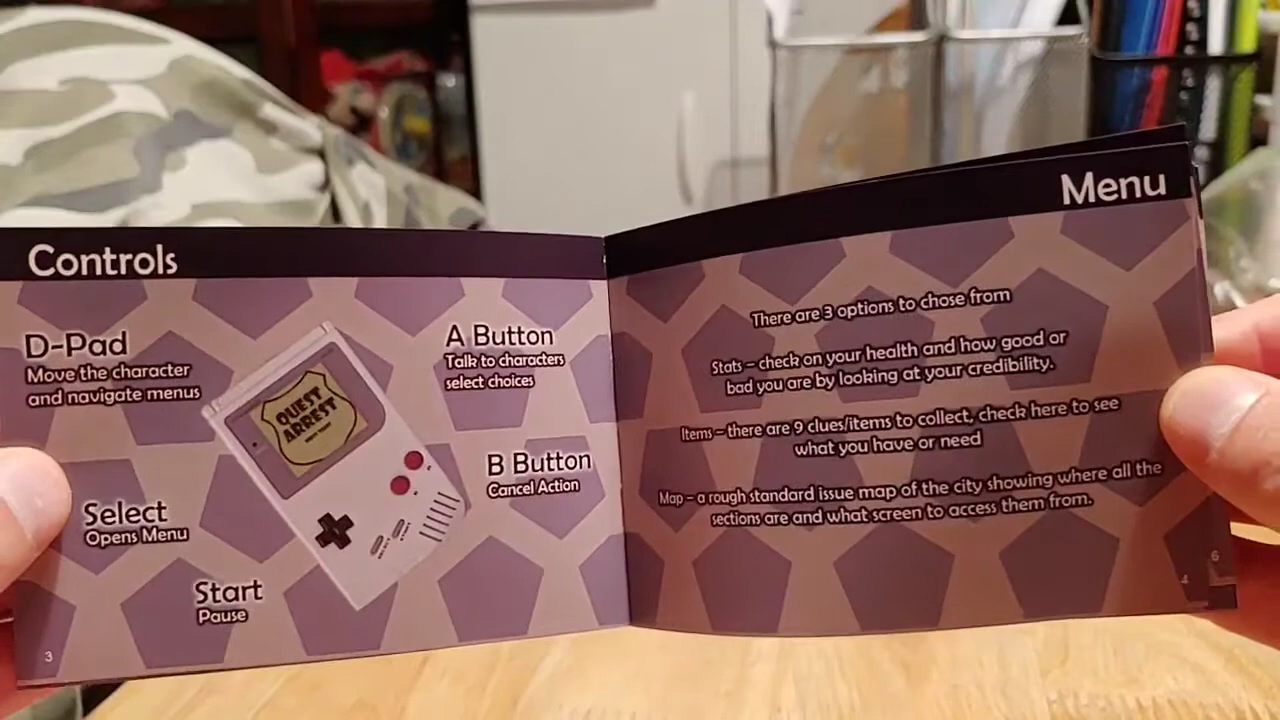 Controls
D-Pad
Move the character
and navigate menus
A Button
Talk to characters
select choices
QUEST
ARREST
B Button
Cancel Action
Select
Opens Menu
SELECT
START
Start
Pause
3
Menu
There are 3 options to chose from
Stats – check on your health and how good or
bad you are by looking at your credibility.
Items – there are 9 clues/items to collect, check here to see
what you have or need
Map – a rough standard issue map of the city showing where all the
sections are and what screen to access them from.
4
6